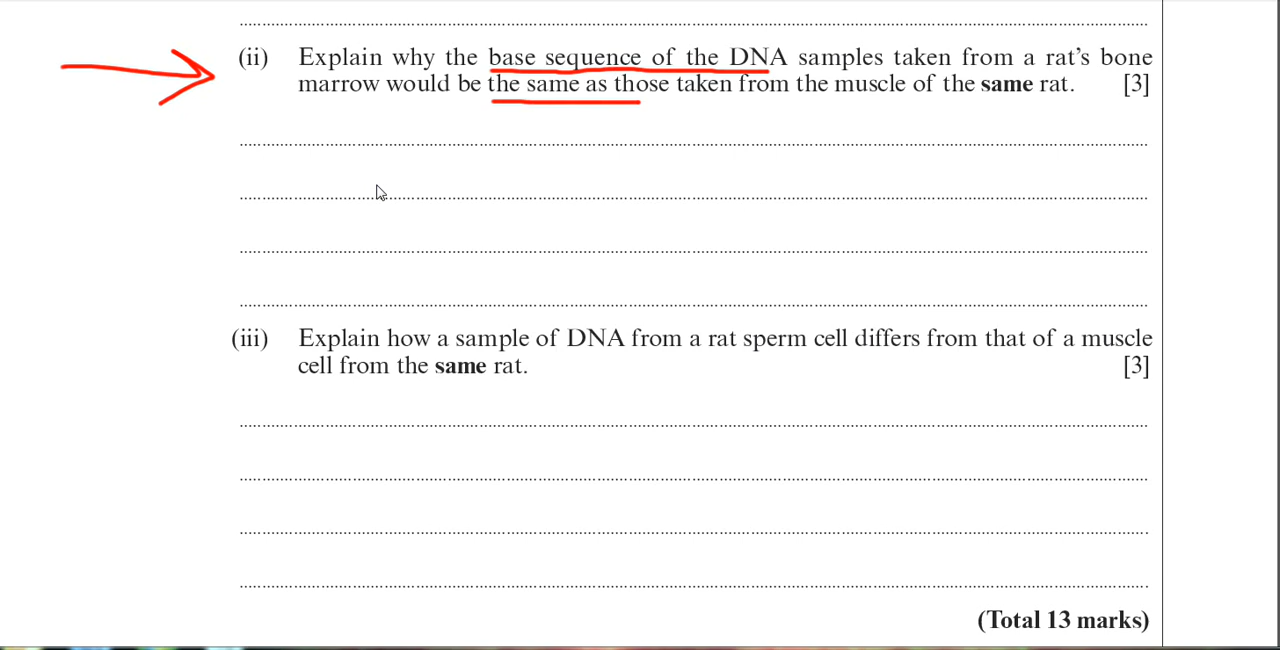 (ii) Explain why the base sequence of the DNA samples taken from a rat's bone
marrow would be the same as those taken from the muscle of the same rat. [3]
(iii) Explain how a sample of DNA from a rat sperm cell differs from that of a muscle
cell from the same rat. [3]
(Total 13 marks)